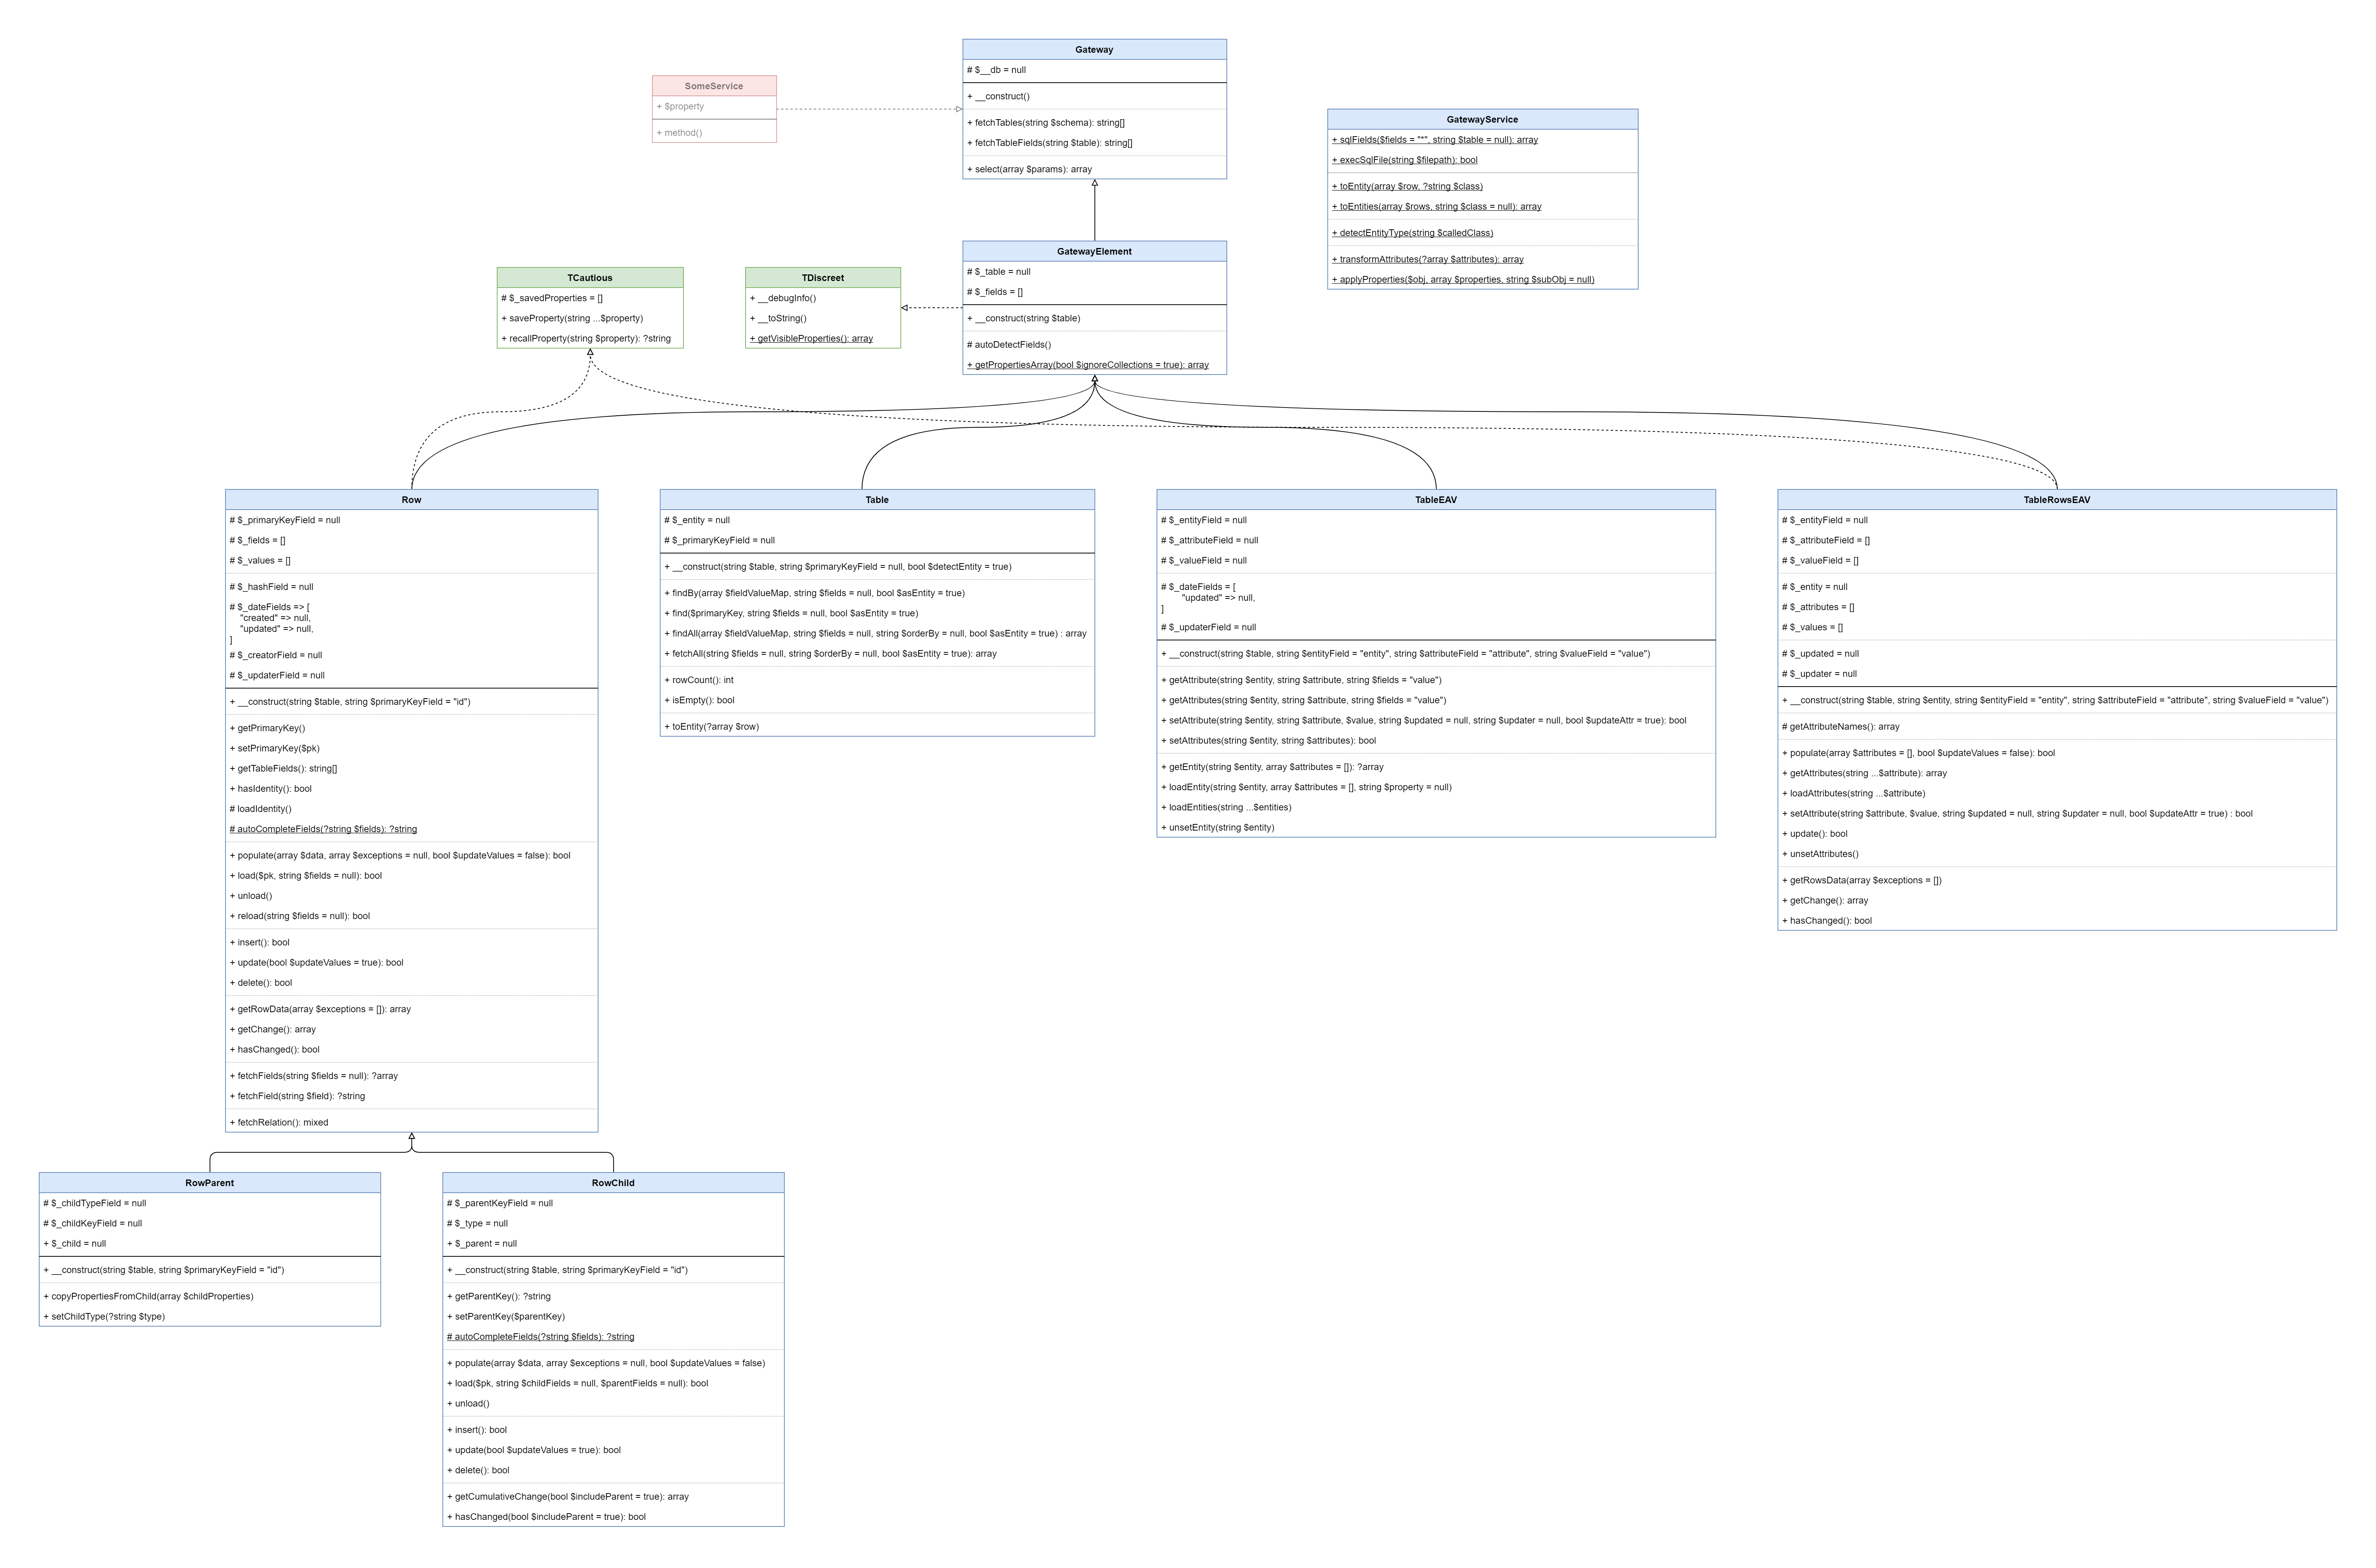 Gateway
# $__db = null
+ __construct()
+ fetchTables(string $schema): string[]
+ fetchTableFields(string $table): string[]
+ select(array $params): array
SomeService
+ $property
+ method()
GatewayService
+ sqlFields($fields = "*", string $table = null): array
+ execSqlFile(string $filepath): bool
+ toEntity(array $row, ?string $class)
+ toEntities(array $rows, string $class = null): array
+ detectEntityType(string $calledClass)
+ transformAttributes(?array $attributes): array
+ applyProperties($obj, array $properties, string $subObj = null)
TCautious
# $_savedProperties = []
+ saveProperty(string ...$property)
+ recallProperty(string $property): ?string
TDiscreet
+ __debugInfo()
+ __toString()
+ getVisibleProperties(): array
GatewayElement
# $_table = null
# $_fields = []
+ __construct(string $table)
# autoDetectFields()
+ getPropertiesArray(bool $ignoreCollections = true): array
Row
# $_primaryKeyField = null
# $_fields = []
# $_values = []
# $_hashField = null
# $_dateFields => [
"created" => null,
"updated" => null,
]
# $_creatorField = null
# $_updaterField = null
+ __construct(string $table, string $primaryKeyField = "id")
+ getPrimaryKey()
+ setPrimaryKey($pk)
+ getTableFields(): string[]
+ hasIdentity(): bool
# loadIdentity()
# autoCompleteFields(?string $fields): ?string
+ populate(array $data, array $exceptions = null, bool $updateValues = false): bool
+ load($pk, string $fields = null): bool
+ unload()
+ reload(string $fields = null): bool
+ insert(): bool
+ update(bool $updateValues = true): bool
+ delete(): bool
+ getRowData(array $exceptions = []): array
+ getChange(): array
+ hasChanged(): bool
+ fetchFields(string $fields = null): ?array
+ fetchField(string $field): ?string
+ fetchRelation(): mixed
Table
# $_entity = null
# $_primaryKeyField = null
+ __construct(string $table, string $primaryKeyField = null, bool $detectEntity = true)
+ findBy(array $fieldValueMap, string $fields = null, bool $asEntity = true)
+ find($primaryKey, string $fields = null, bool $asEntity = true)
+ findAll(array $fieldValueMap, string $fields = null, string $orderBy = null, bool $asEntity = true) : array
+ fetchAll(string $fields = null, string $orderBy = null, bool $asEntity = true): array
+ rowCount(): int
+ isEmpty(): bool
+ toEntity(?array $row)
TableEAV
# $_entityField = null
# $_attributeField = null
# $_valueField = null
# $_dateFields = [
"updated" => null,
]
# $_updaterField = null
+ __construct(string $table, string $entityField = "entity", string $attributeField = "attribute", string $valueField = "value")
+ getAttribute(string $entity, string $attribute, string $fields = "value")
+ getAttributes(string $entity, string $attribute, string $fields = "value")
+ setAttribute(string $entity, string $attribute, $value, string $updated = null, string $updater = null, bool $updateAttr = true): bool
+ setAttributes(string $entity, string $attributes): bool
+ getEntity(string $entity, array $attributes = []): ?array
+ loadEntity(string $entity, array $attributes = [], string $property = null)
+ loadEntities(string ...$entities)
+ unsetEntity(string $entity)
TableRowsEAV
# $_entityField = null
# $_attributeField = []
# $_valueField = []
# $_entity = null
# $_attributes = []
# $_values = []
# $_updated = null
# $_updater = null
+ __construct(string $table, string $entity, string $entityField = "entity", string $attributeField = "attribute", string $valueField = "value")
# getAttributeNames(): array
+ populate(array $attributes = [], bool $updateValues = false): bool
+ getAttributes(string ...$attribute): array
+ loadAttributes(string ...$attribute)
+ setAttribute(string $attribute, $value, string $updated = null, string $updater = null, bool $updateAttr = true) : bool
+ update(): bool
+ unsetAttributes()
+ getRowsData(array $exceptions = [])
+ getChange(): array
+ hasChanged(): bool
RowParent
# $_childTypeField = null
# $_childKeyField = null
+ $_child = null
+ __construct(string $table, string $primaryKeyField = "id")
+ copyPropertiesFromChild(array $childProperties)
+ setChildType(?string $type)
RowChild
# $_parentKeyField = null
# $_type = null
+ $_parent = null
+ __construct(string $table, string $primaryKeyField = "id")
+ getParentKey(): ?string
+ setParentKey($parentKey)
# autoCompleteFields(?string $fields): ?string
+ populate(array $data, array $exceptions = null, bool $updateValues = false)
+ load($pk, string $childFields = null, $parentFields = null): bool
+ unload()
+ insert(): bool
+ update(bool $updateValues = true): bool
+ delete(): bool
+ getCumulativeChange(bool $includeParent = true): array
+ hasChanged(bool $includeParent = true): bool